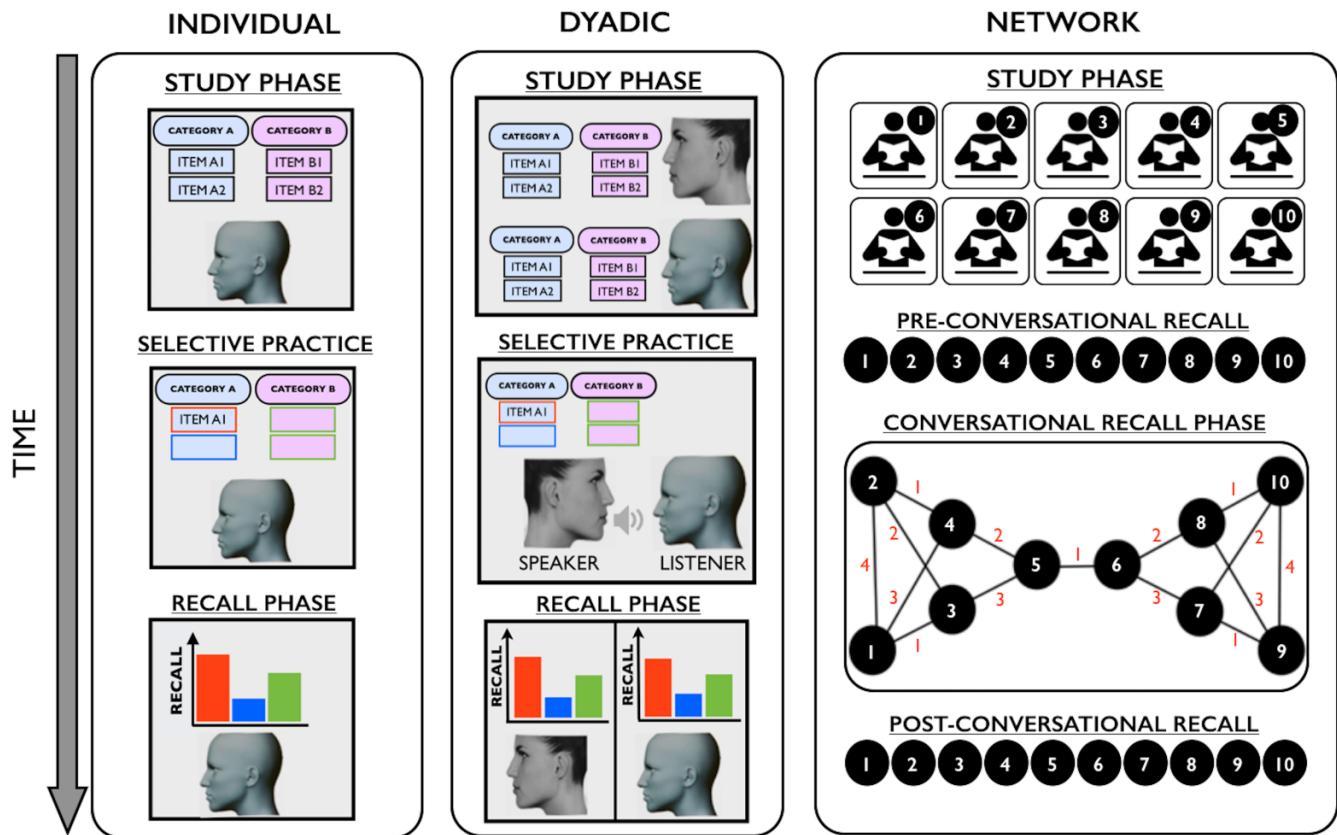 INDIVIDUAL
DYADIC
NETWORK
TIME
STUDY PHASE
CATEGORY A
CATEGORY B
ITEM A1
ITEM B1
ITEM A2
ITEM B2
SELECTIVE PRACTICE
CATEGORY A
CATEGORY B
ITEM A1
RECALL PHASE
RECALL
STUDY PHASE
CATEGORY A
CATEGORY B
ITEM A1
ITEM B1
ITEM A2
ITEM B2
CATEGORY A
CATEGORY B
ITEM A1
ITEM B1
ITEM A2
ITEM B2
SELECTIVE PRACTICE
CATEGORY A
CATEGORY B
ITEM A1
SPEAKER
LISTENER
RECALL PHASE
RECALL
RECALL
STUDY PHASE
1 2 3 4 5
6 7 8 9 10
PRE-CONVERSATIONAL RECALL
1 2 3 4 5 6 7 8 9 10
CONVERSATIONAL RECALL PHASE
2 1 1 10
4 2 2 1 2 8 2
4 5 6 4
3 3 3 3 7 3
1 1 1 9
POST-CONVERSATIONAL RECALL
1 2 3 4 5 6 7 8 9 10